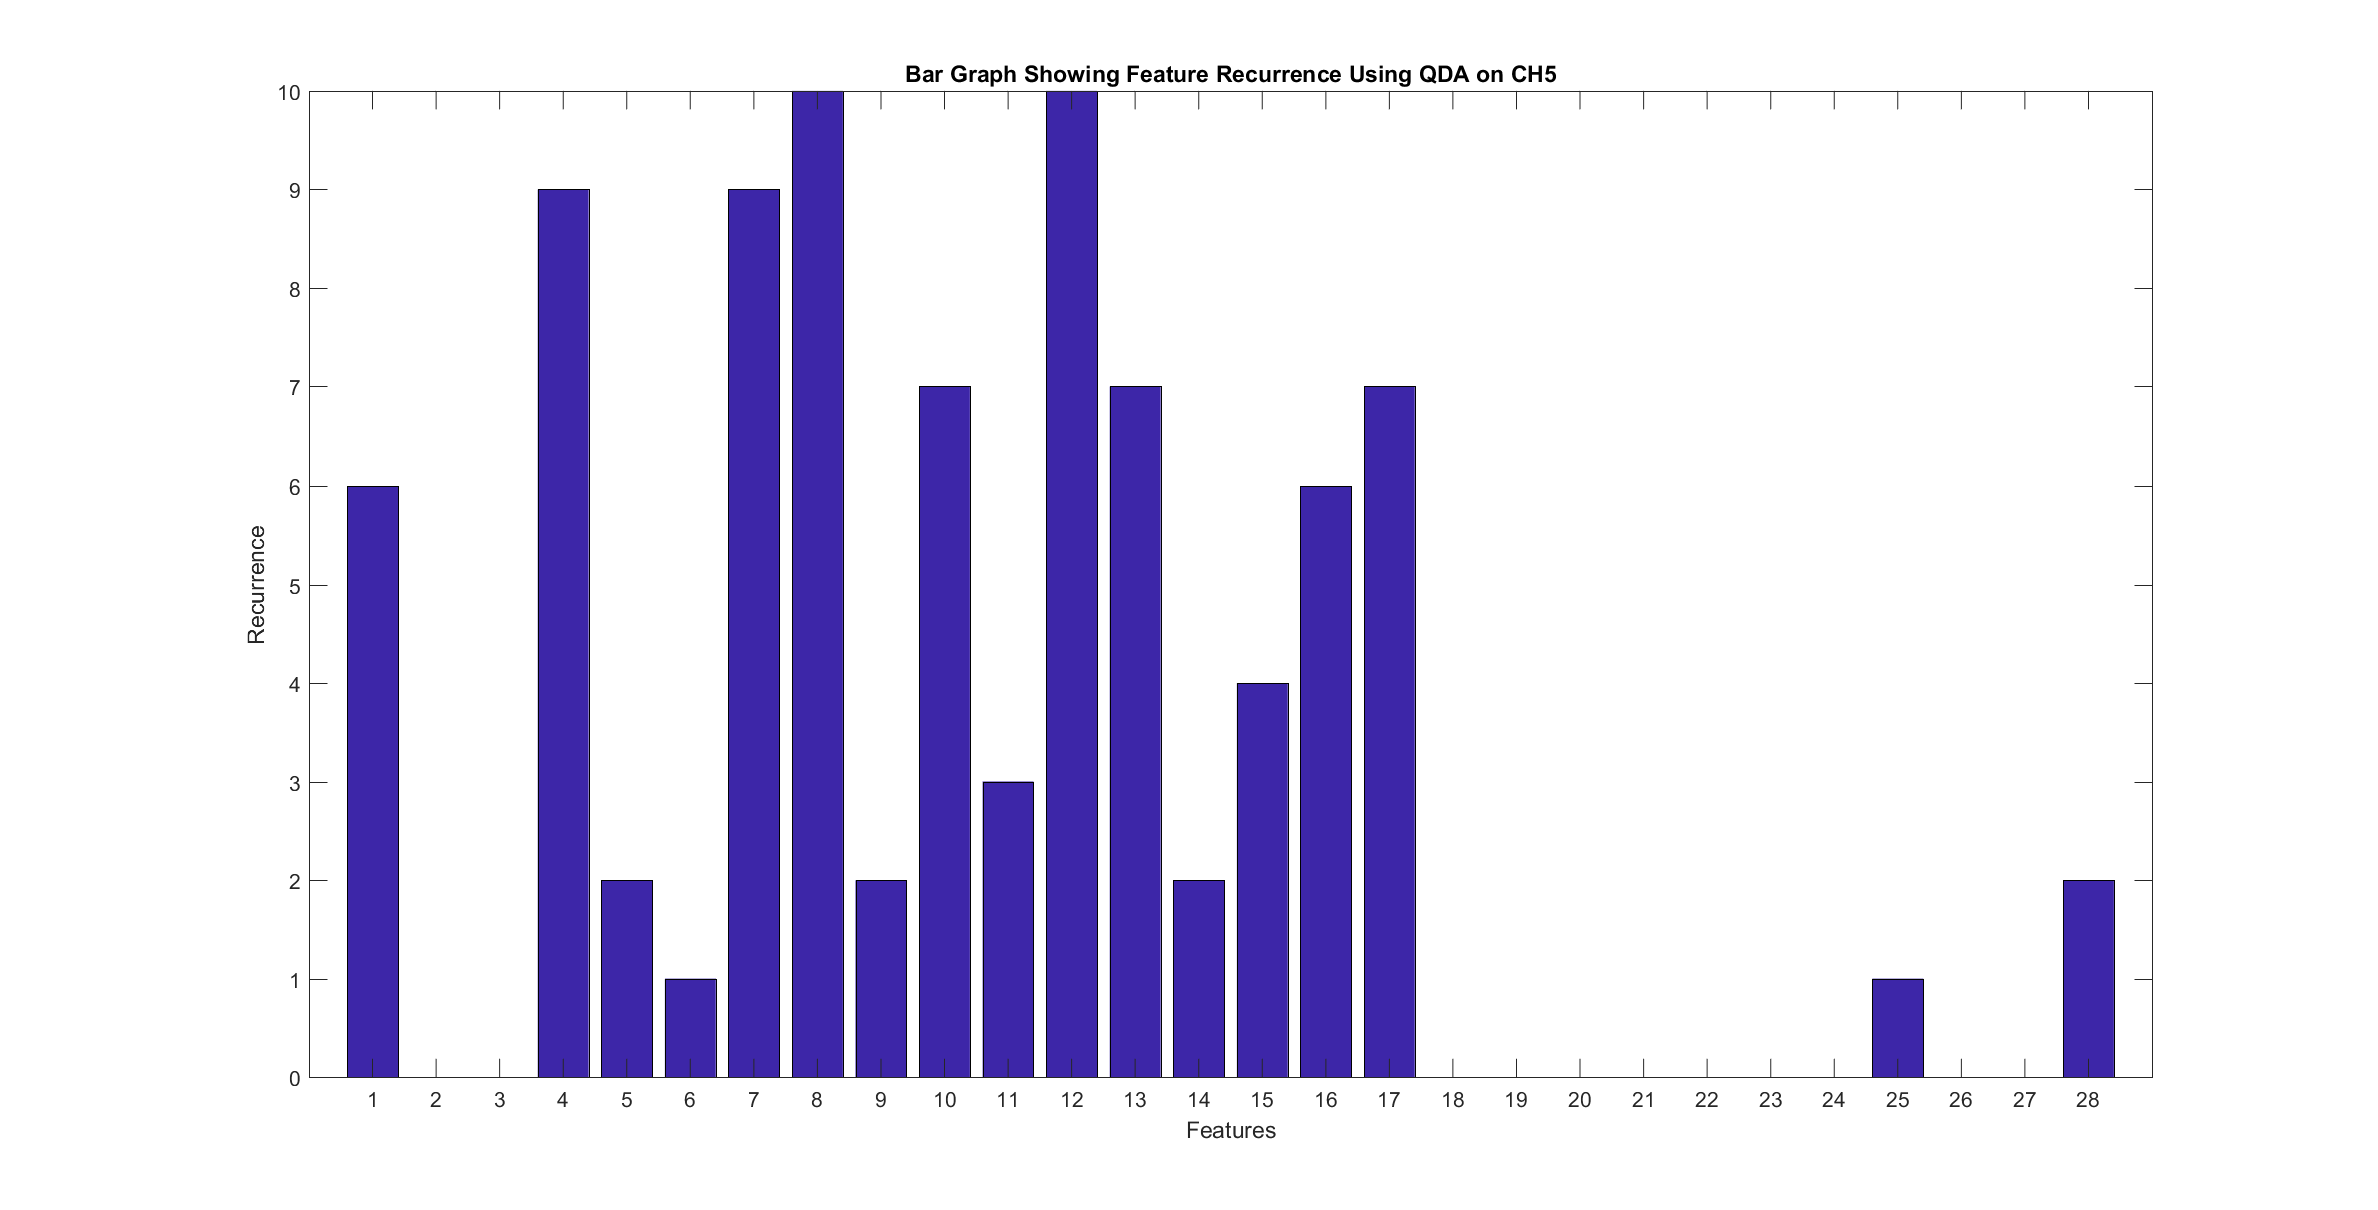 Bar Graph Showing Feature Recurrence Using QDA on CH5
10
9
8
7
6
5
4
3
2
1
0
Recurrence
1 2 3 4 5 6 7 8 9 10 11 12 13 14 15 16 17 18 19 20 21 22 23 24 25 26 27 28
Features